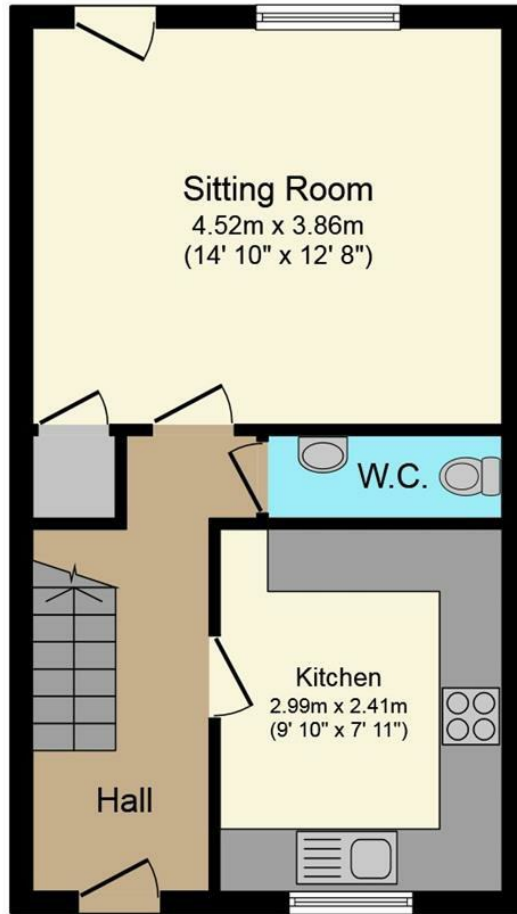 Sitting Room
4.52m x 3.86m
(14' 10" x 12' 8")
W.C.
Kitchen
2.99m x 2.41m
(9' 10" x 7' 11")
Hall